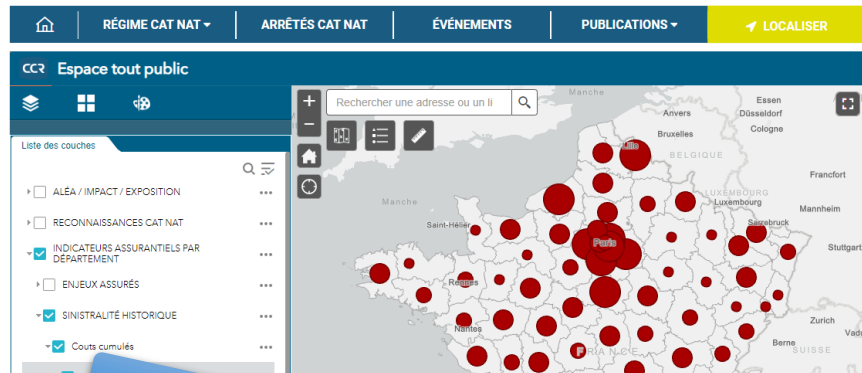 RÉGIME CAT NAT
ARRÊTÉS CAT NAT
ÉVÉNEMENTS
PUBLICATIONS
LOCALISER
CCR Espace tout public
Rechercher une adresse ou un li
Liste des couches
ALÉA / IMPACT / EXPOSITION
RECONNAISSANCES CAT NAT
INDICATEURS ASSURANTIELS PAR
DÉPARTEMENT
ENJEUX ASSURÉS
SINISTRALITÉ HISTORIQUE
Couts cumulés
Manche
Essen
Anvers
Düsseldorf
Bruxelles
Cologne
Lille
BELGIQUE
Francfort
LUXEMBOURG
Manche
Luxembourg
Mannheim
Saint-Hélier
Sarrebruck
Paris
Stuttgart
Rennes
Zurich
Nantes
Vadu
Berne
SUISSE
FRANCE